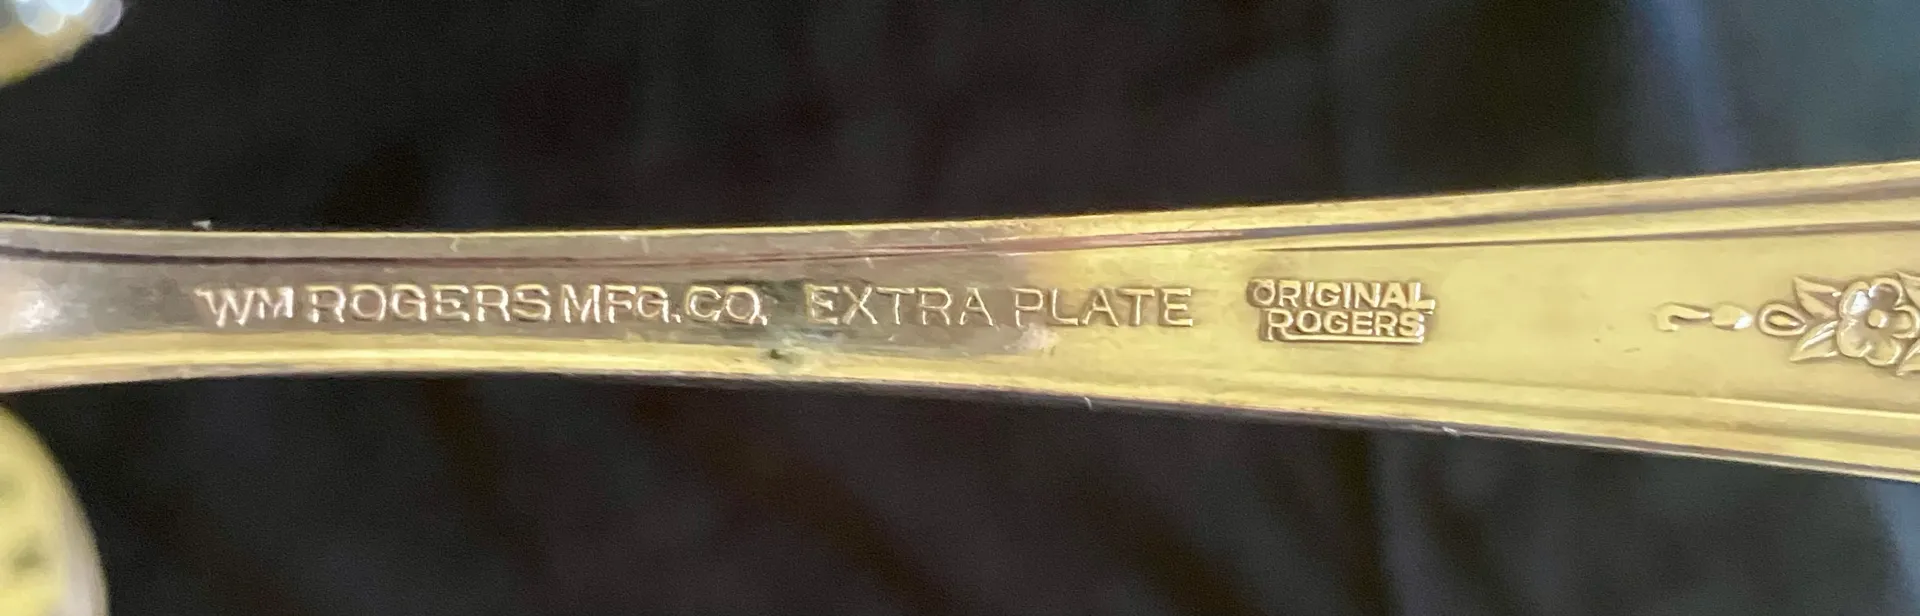 WM ROGERS MFG. CO. EXTRA PLATE
ORIGINAL
ROGERS